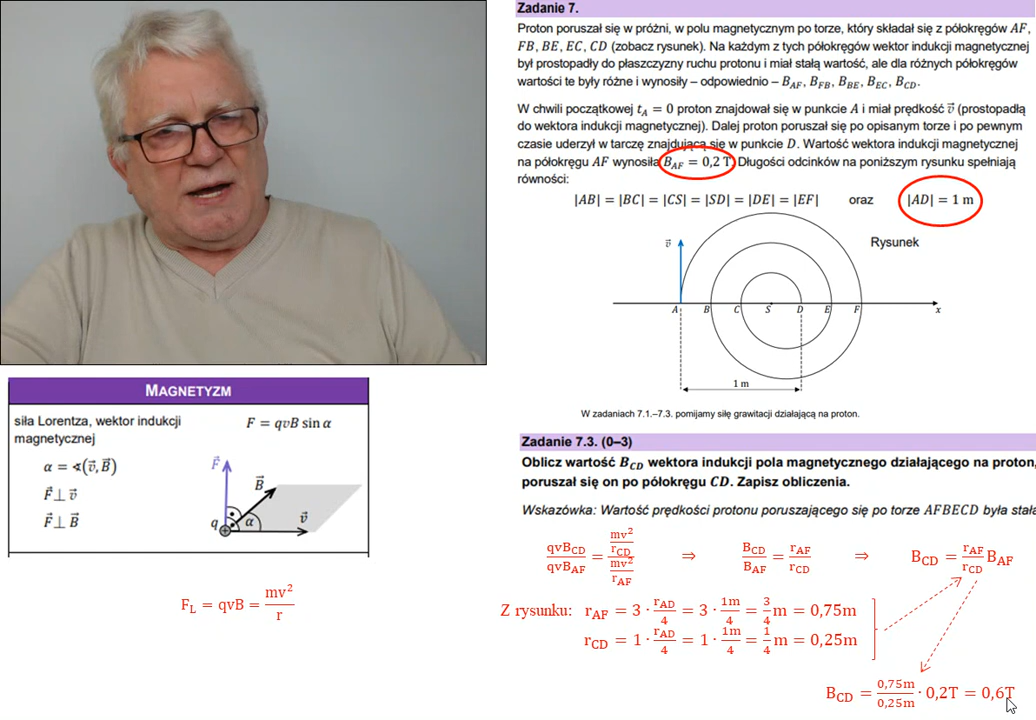 Zadanie 7.
Proton poruszał się w próżni, w polu magnetycznym po torze, który składał się z półokręgów AF,
FB, BE, EC, CD (zobacz rysunek). Na każdym z tych półokręgów wektor indukcji magnetycznej
był prostopadły do płaszczyzny ruchu protonu i miał stałą wartość, ale dla różnych półokręgów
wartości te były różne i wynosiły – odpowiednio – B_AF, B_FB, B_BE, B_EC, B_CD.
W chwili początkowej t_A = 0 proton znajdował się w punkcie A i miał prędkość v⃗ (prostopadłą
do wektora indukcji magnetycznej). Dalej proton poruszał się po opisanym torze i po pewnym
czasie uderzył w tarczę znajdującą się w punkcie D. Wartość wektora indukcji magnetycznej
na półokręgu AF wynosiła B_AF = 0,2 T. Długości odcinków na poniższym rysunku spełniają
równości:
|AB| = |BC| = |CS| = |SD| = |DE| = |EF| oraz |AD| = 1 m
v⃗
Rysunek
A B C S D E F x
1 m
W zadaniach 7.1.–7.3. pomijamy siłę grawitacji działającą na proton.
MAGNETYZM
siła Lorentza, wektor indukcji
magnetycznej
F = qvB sin α
α = ∢(v⃗, B⃗)
F⃗ ⊥ v⃗
F⃗ ⊥ B⃗
F⃗
B⃗
q α v⃗
F_L = qvB = mv²/r
Zadanie 7.3. (0–3)
Oblicz wartość B_CD wektora indukcji pola magnetycznego działającego na proton,
poruszał się on po półokręgu CD. Zapisz obliczenia.
Wskazówka: Wartość prędkości protonu poruszającego się po torze AFBECD była stała
qvB_CD/qvB_AF = (mv²/r_CD)/(mv²/r_AF) ⇒ B_CD/B_AF = r_AF/r_CD ⇒ B_CD = r_AF/r_CD B_AF
Z rysunku: r_AF = 3 · r_AD/4 = 3 · 1m/4 = 3/4 m = 0,75m
r_CD = 1 · r_AD/4 = 1 · 1m/4 = 1/4 m = 0,25m
B_CD = 0,75m/0,25m · 0,2T = 0,6T